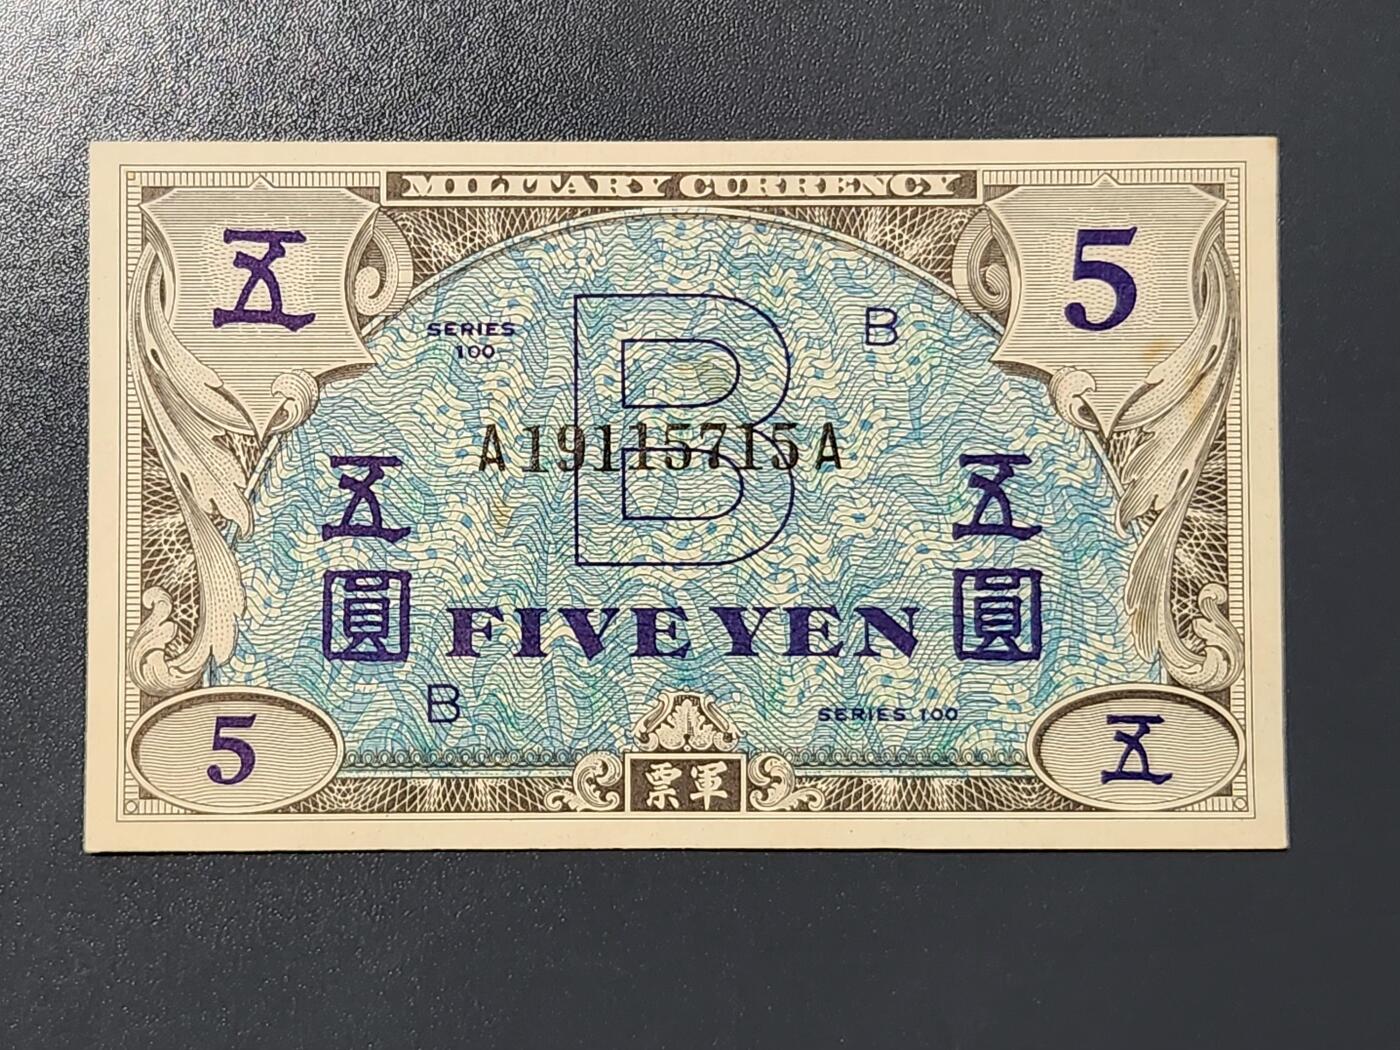 MILITARY CURRENCY
五
5
SERIES
100
B
B
A19115715A
五
圓
FIVE YEN
五
圓
B
SERIES 100
5
票軍
五